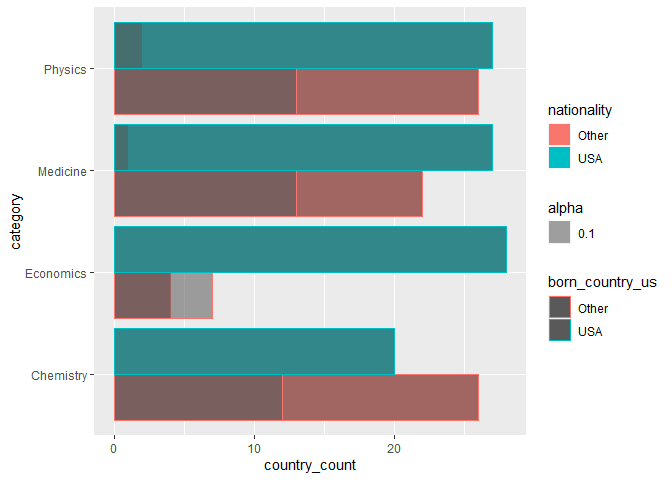 category
Physics
Medicine
Economics
Chemistry
0
10
20
country_count
nationality
Other
USA
alpha
0.1
born_country_us
Other
USA